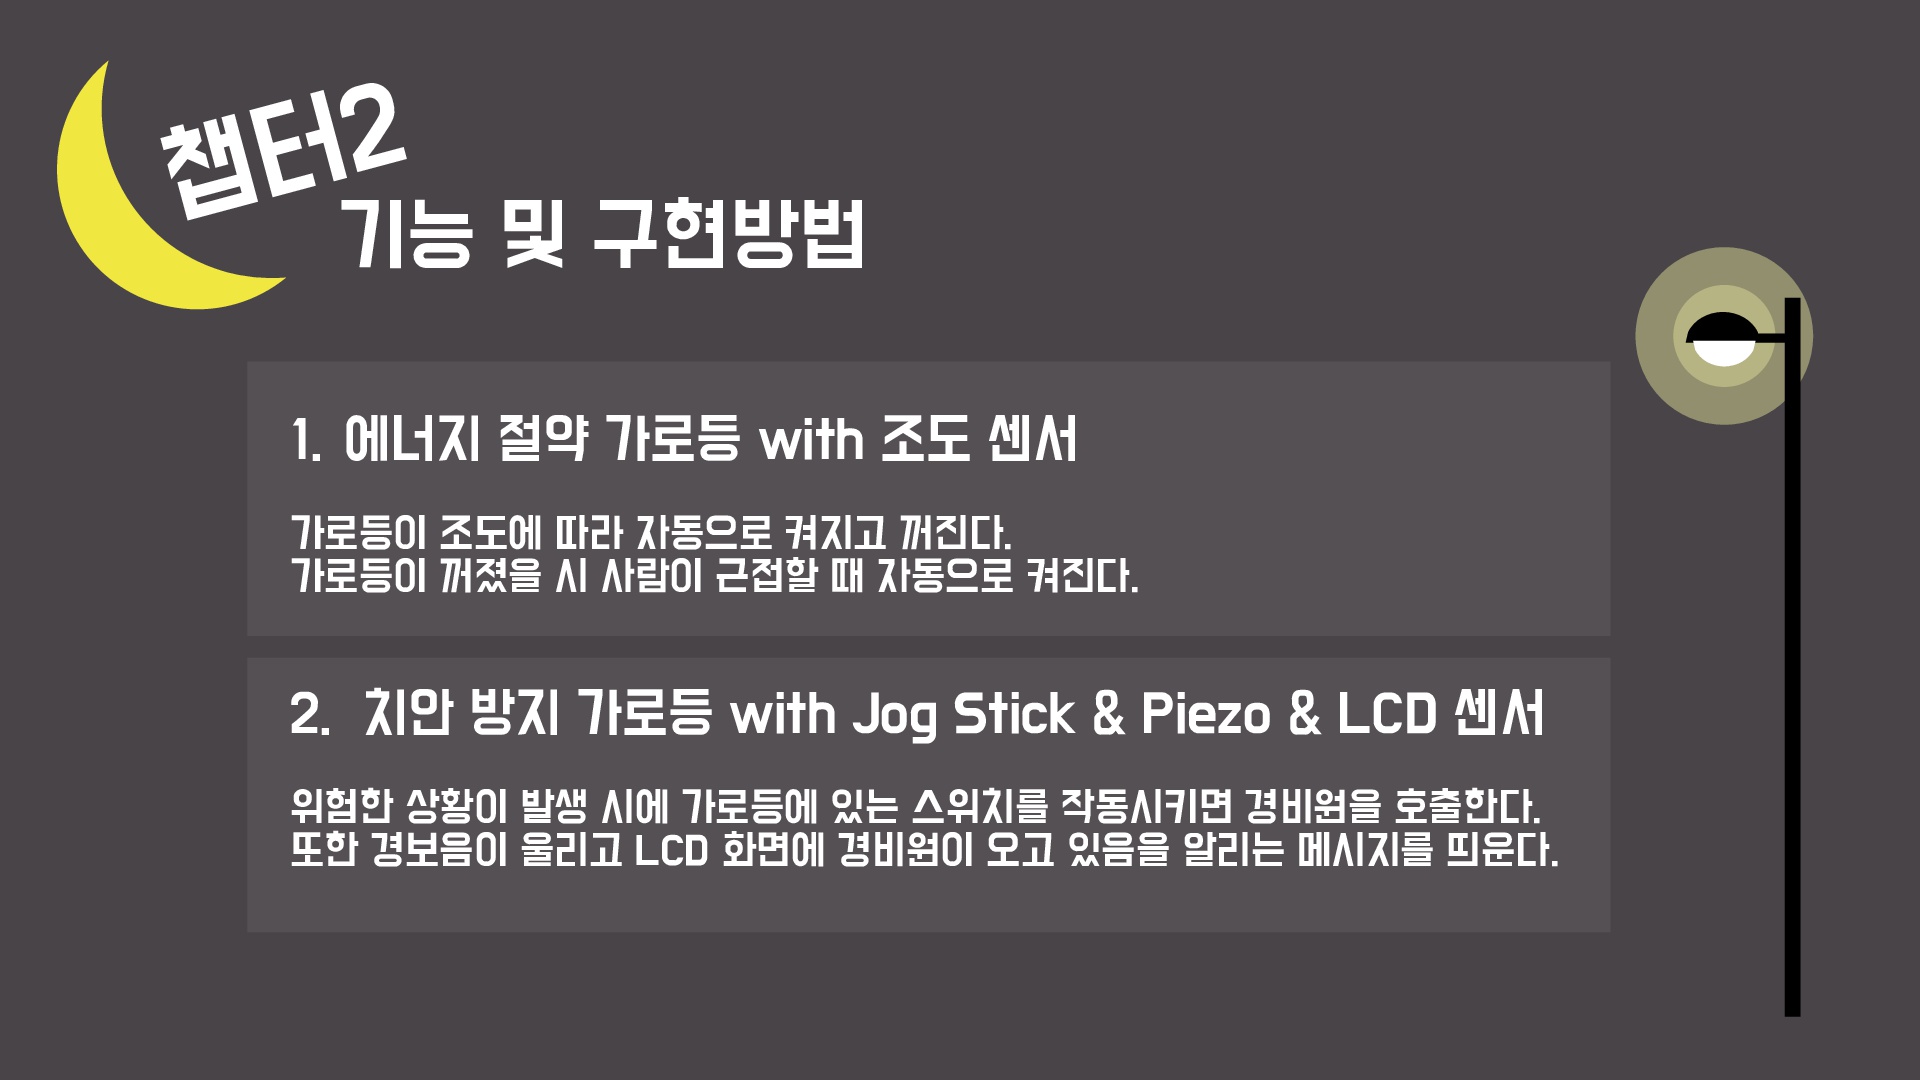 챕터2
기능 및 구현방법
1. 에너지 절약 가로등 with 조도 센서
가로등이 조도에 따라 자동으로 켜지고 꺼진다.
가로등이 꺼졌을 시 사람이 근접할 때 자동으로 켜진다.
2. 치안 방지 가로등 with Jog Stick & Piezo & LCD 센서
위험한 상황이 발생 시에 가로등에 있는 스위치를 작동시키면 경비원을 호출한다.
또한 경보음이 울리고 LCD 화면에 경비원이 오고 있음을 알리는 메시지를 띄운다.